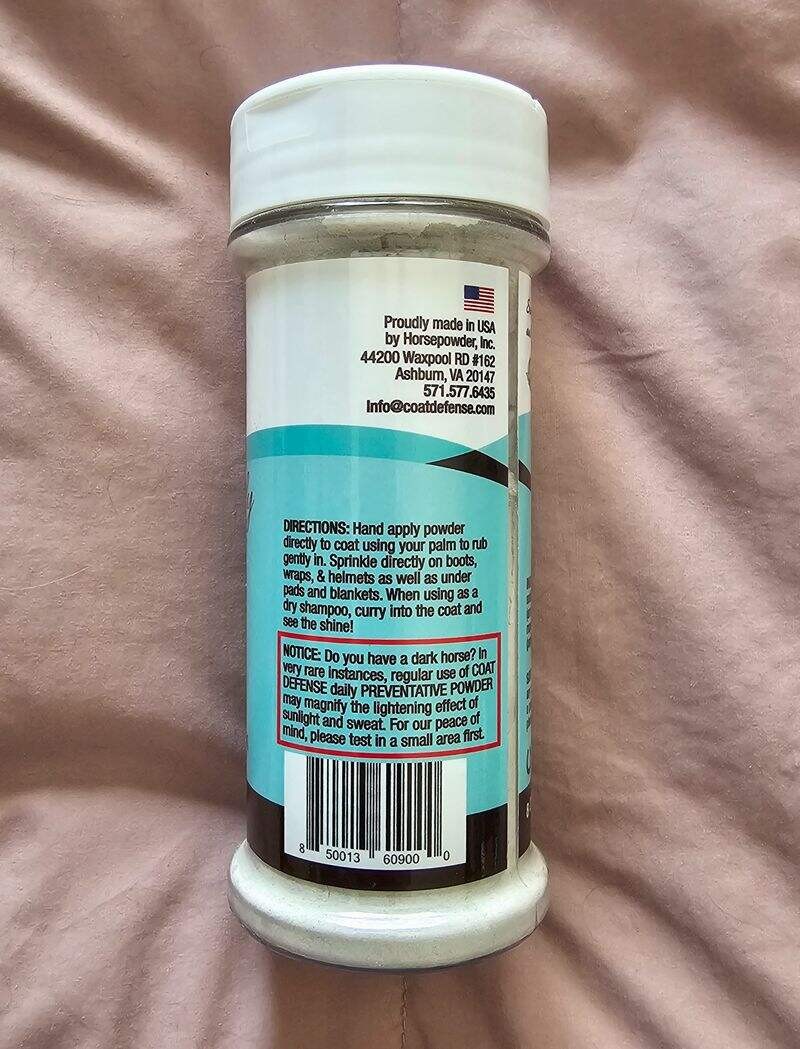 Proudly made in USA
by Horsepowder, Inc.
44200 Waxpool RD #162
Ashburn, VA 20147
571.577.6435
Info@coatdefense.com
DIRECTIONS: Hand apply powder
directly to coat using your palm to rub
gently in. Sprinkle directly on boots,
wraps, & helmets as well as under
pads and blankets. When using as a
dry shampoo, curry into the coat and
see the shine!
NOTICE: Do you have a dark horse? In
very rare instances, regular use of COAT
DEFENSE daily PREVENTATIVE POWDER
may magnify the lightening effect of
sunlight and sweat. For our peace of
mind, please test in a small area first.
8 50013 60900 0